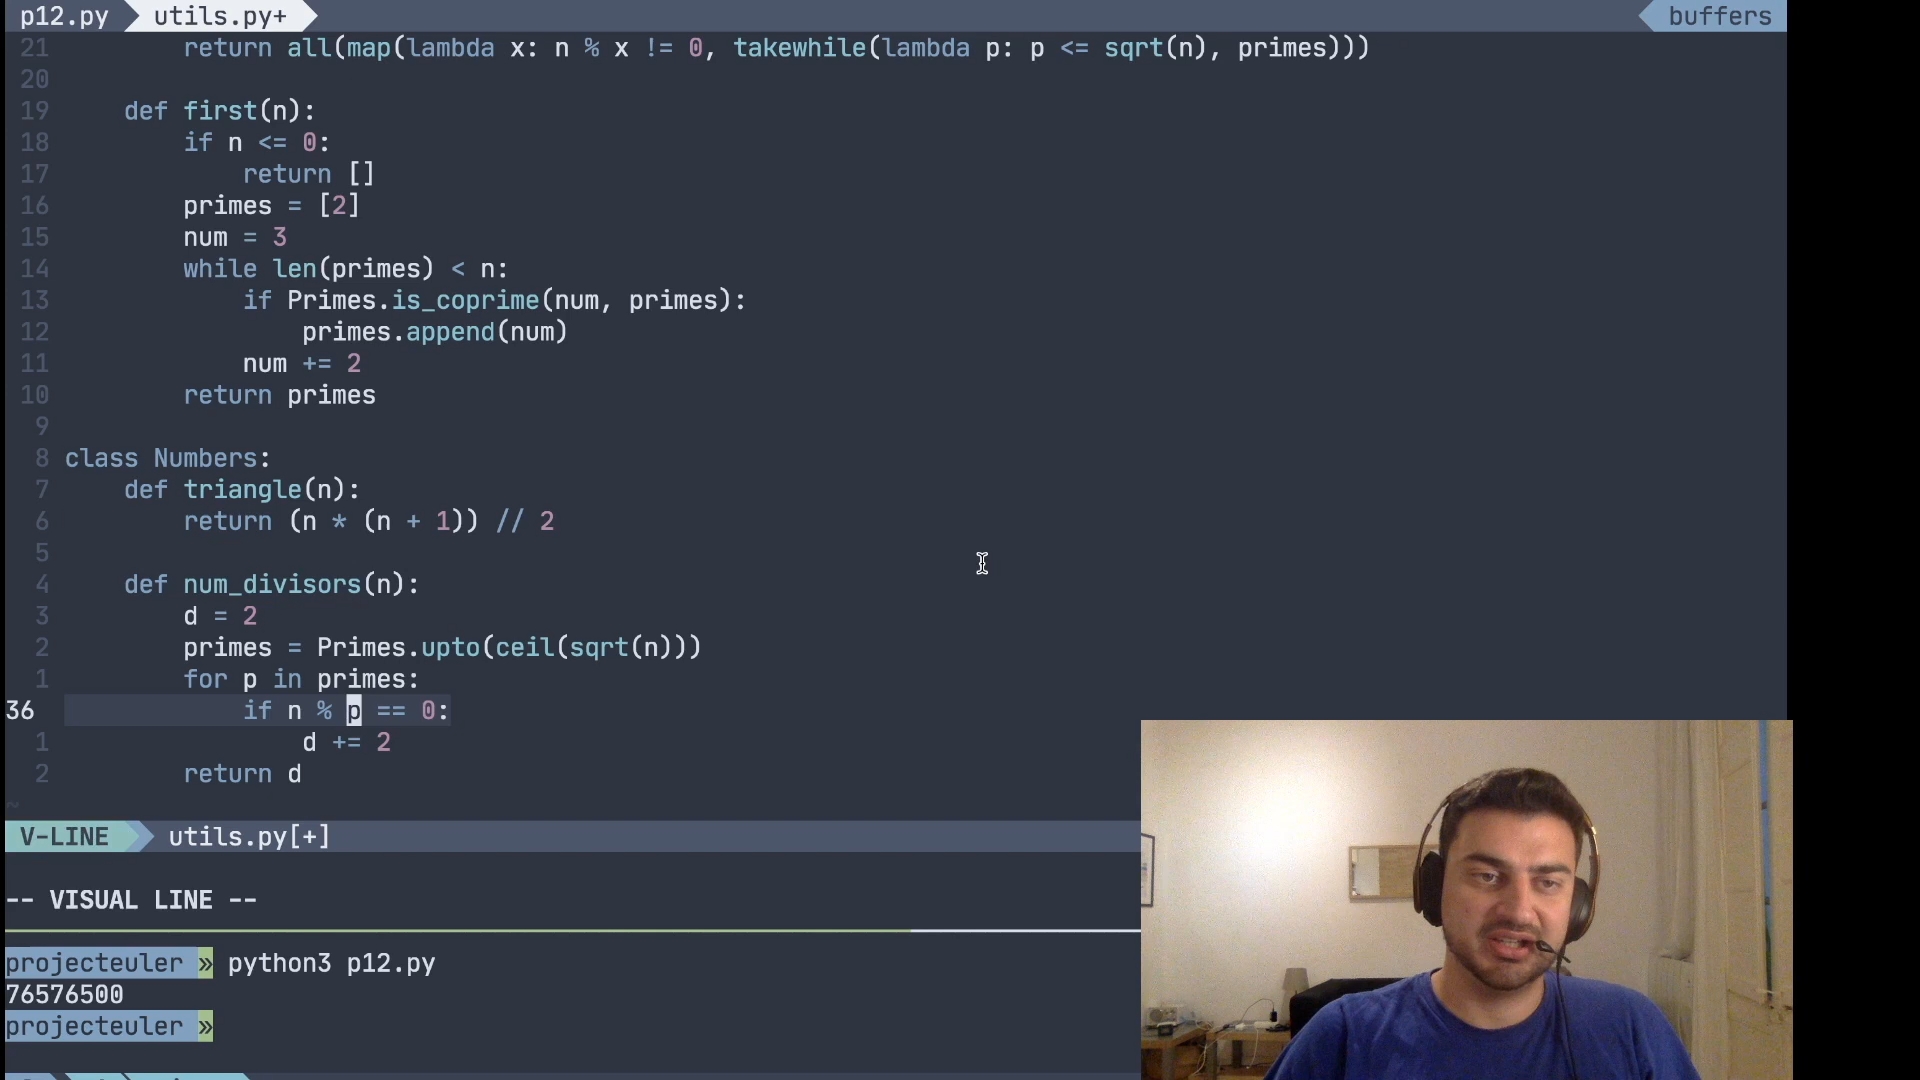 p12.py utils.py+ buffers
21 return all(map(lambda x: n % x != 0, takewhile(lambda p: p <= sqrt(n), primes)))
20
19 def first(n):
18 if n <= 0:
17 return []
16 primes = [2]
15 num = 3
14 while len(primes) < n:
13 if Primes.is_coprime(num, primes):
12 primes.append(num)
11 num += 2
10 return primes
9
8 class Numbers:
7 def triangle(n):
6 return (n * (n + 1)) // 2
5
4 def num_divisors(n):
3 d = 2
2 primes = Primes.upto(ceil(sqrt(n)))
1 for p in primes:
36 if n % p == 0:
1 d += 2
2 return d
~
V-LINE utils.py[+]
-- VISUAL LINE --
projecteuler » python3 p12.py
76576500
projecteuler »